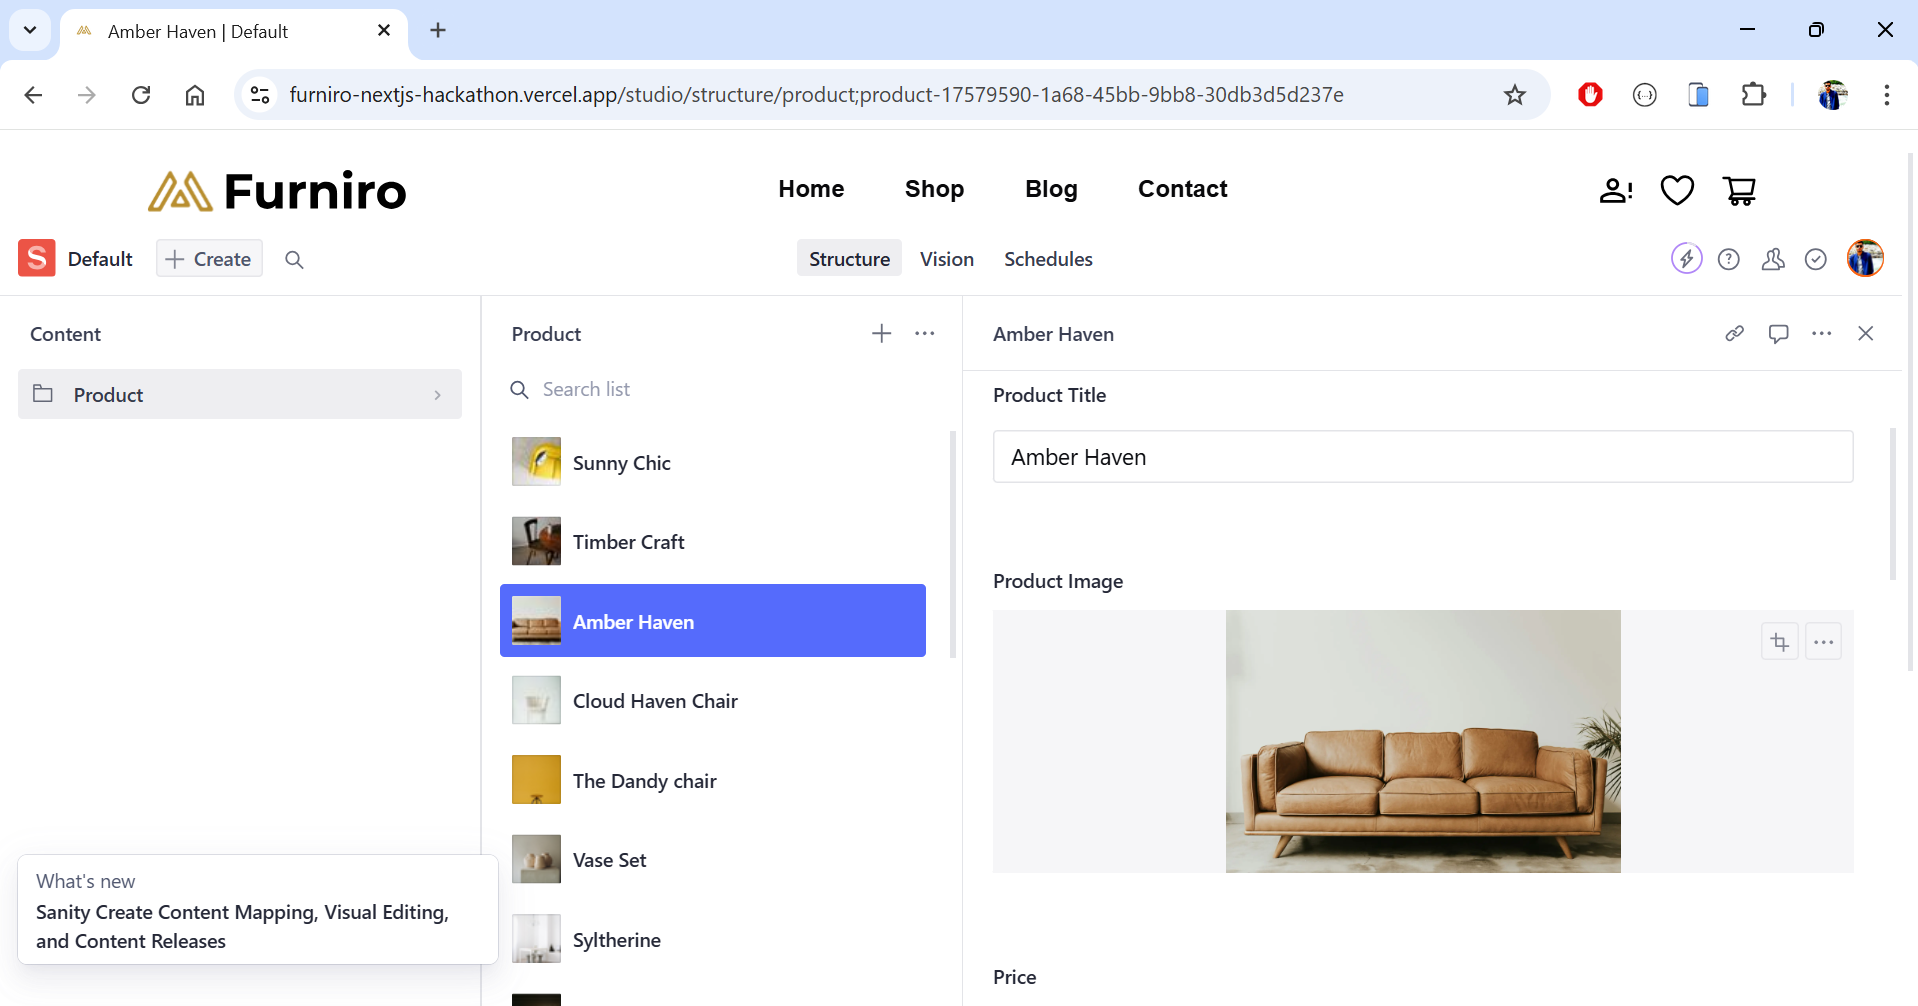 Amber Haven | Default
furniro-nextjs-hackathon.vercel.app/studio/structure/product;product-17579590-1a68-45bb-9bb8-30db3d5d237e
Furniro
Home Shop Blog Contact
S Default + Create
Structure Vision Schedules
Content
Product
Product
Search list
Sunny Chic
Timber Craft
Amber Haven
Cloud Haven Chair
The Dandy chair
Vase Set
Syltherine
Amber Haven
Product Title
Amber Haven
Product Image
Price
What's new
Sanity Create Content Mapping, Visual Editing,
and Content Releases